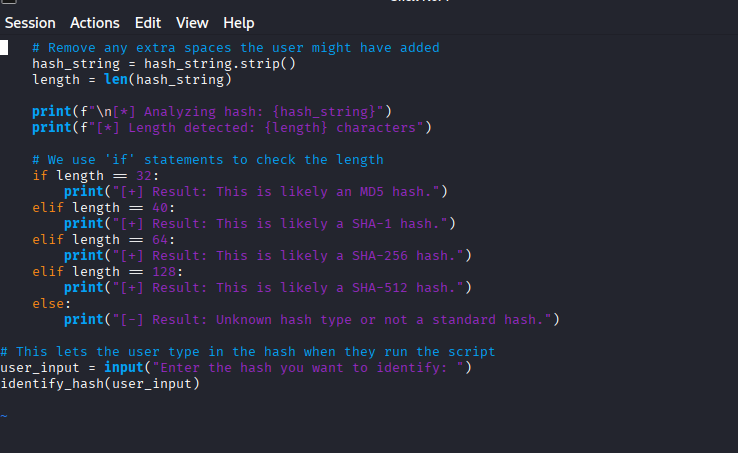 Session Actions Edit View Help
    # Remove any extra spaces the user might have added
    hash_string = hash_string.strip()
    length = len(hash_string)

    print(f"\n[*] Analyzing hash: {hash_string}")
    print(f"[*] Length detected: {length} characters")

    # We use 'if' statements to check the length
    if length == 32:
        print("[+] Result: This is likely an MD5 hash.")
    elif length == 40:
        print("[+] Result: This is likely a SHA-1 hash.")
    elif length == 64:
        print("[+] Result: This is likely a SHA-256 hash.")
    elif length == 128:
        print("[+] Result: This is likely a SHA-512 hash.")
    else:
        print("[-] Result: Unknown hash type or not a standard hash.")

# This lets the user type in the hash when they run the script
user_input = input("Enter the hash you want to identify: ")
identify_hash(user_input)

~